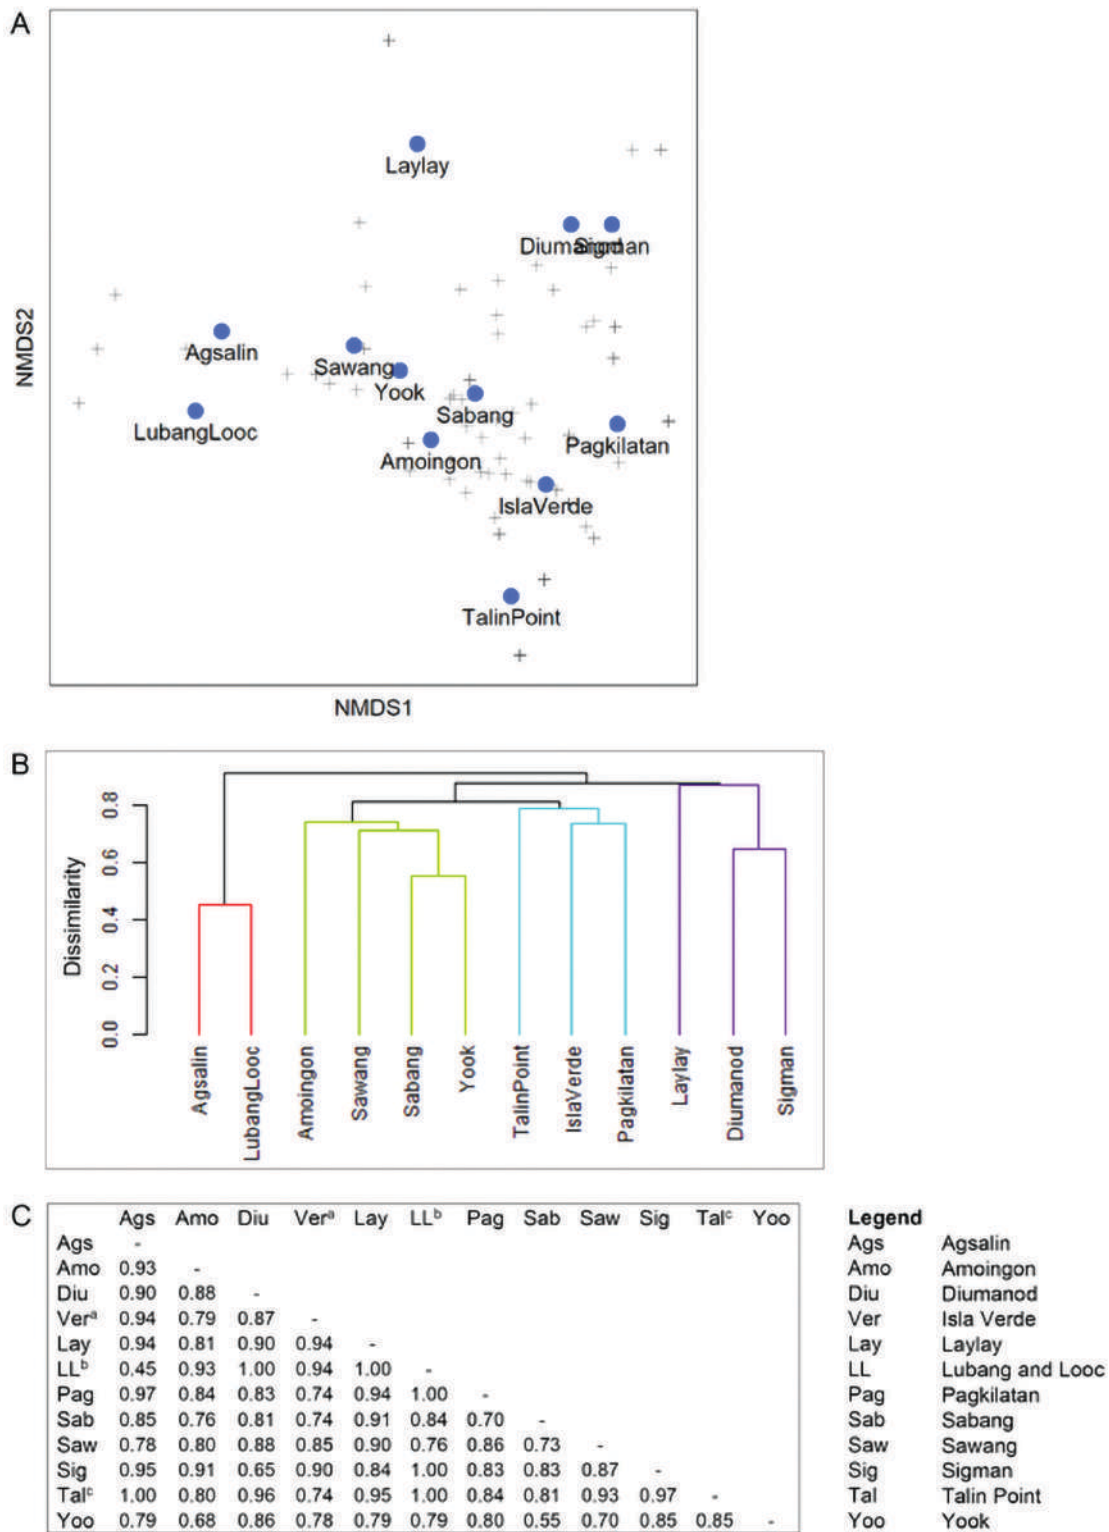 A
Laylay
Diumanod Sigman
Agsalin
Sawang
Yook
Sabang
LubangLooc
Amoingon
Pagkilatan
IslaVerde
TalinPoint
NMDS2
NMDS1
B
Dissimilarity
0.0 0.2 0.4 0.6 0.8
Agsalin LubangLooc Amoingon Sawang Sabang Yook TalinPoint IslaVerde Pagkilatan Laylay Diumanod Sigman
C
Ags Amo Diu Verᵃ Lay LLᵇ Pag Sab Saw Sig Talᶜ Yoo
Ags -
Amo 0.93 -
Diu 0.90 0.88 -
Verᵃ 0.94 0.79 0.87 -
Lay 0.94 0.81 0.90 0.94 -
LLᵇ 0.45 0.93 1.00 0.94 1.00 -
Pag 0.97 0.84 0.83 0.74 0.94 1.00 -
Sab 0.85 0.76 0.81 0.74 0.91 0.84 0.70 -
Saw 0.78 0.80 0.88 0.85 0.90 0.76 0.86 0.73 -
Sig 0.95 0.91 0.65 0.90 0.84 1.00 0.83 0.83 0.87 -
Talᶜ 1.00 0.80 0.96 0.74 0.95 1.00 0.84 0.81 0.93 0.97 -
Yoo 0.79 0.68 0.86 0.78 0.79 0.79 0.80 0.55 0.70 0.85 0.85 -
Legend
Ags Agsalin
Amo Amoingon
Diu Diumanod
Ver Isla Verde
Lay Laylay
LL Lubang and Looc
Pag Pagkilatan
Sab Sabang
Saw Sawang
Sig Sigman
Tal Talin Point
Yoo Yook